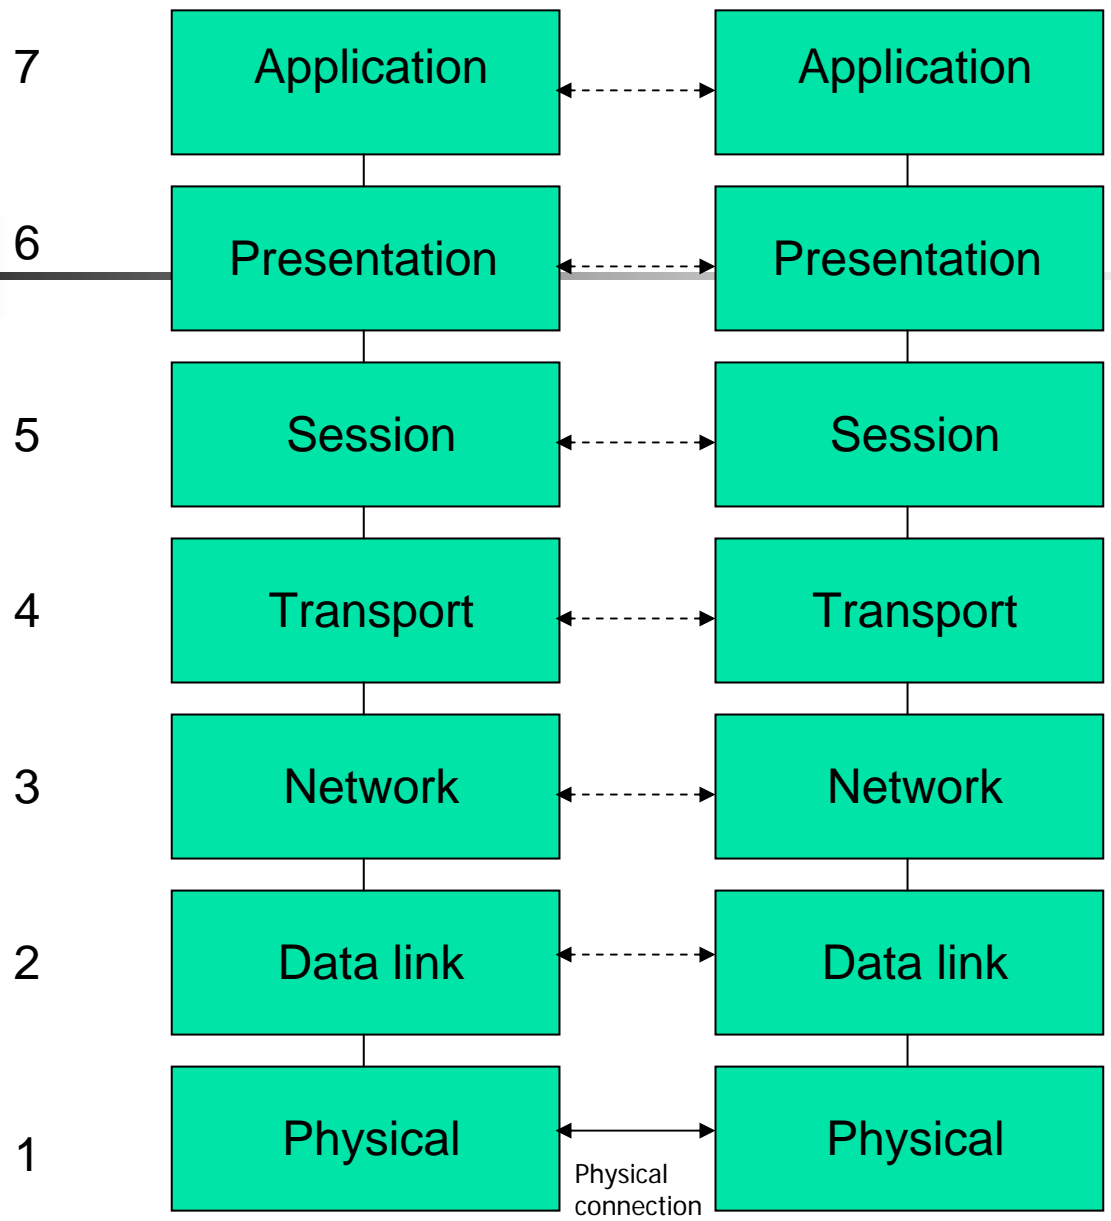 7 Application Application
6 Presentation Presentation
5 Session Session
4 Transport Transport
3 Network Network
2 Data link Data link
1 Physical Physical
Physical
connection